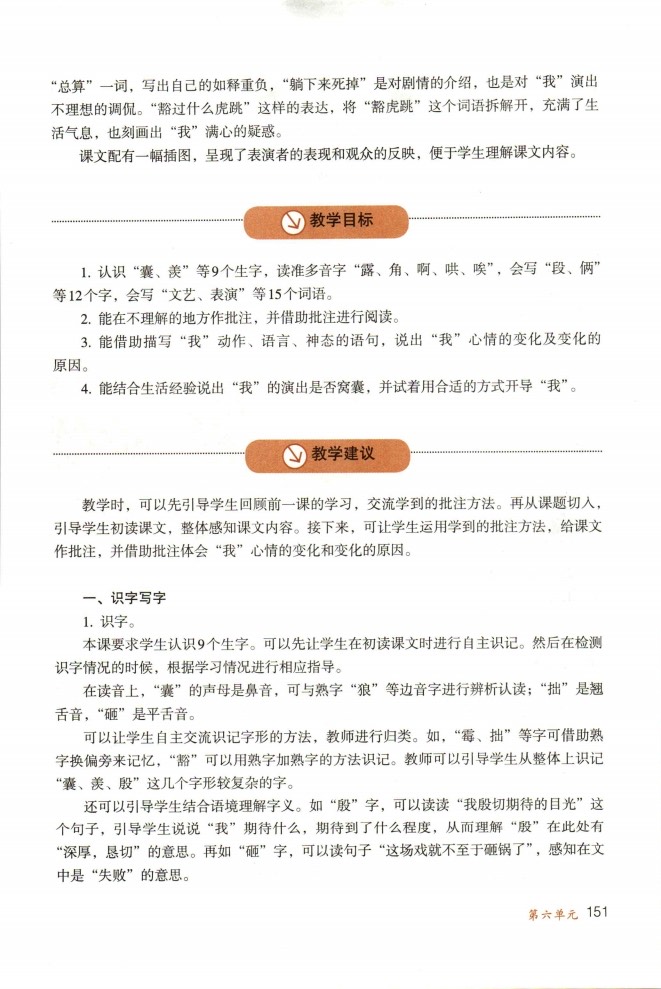 “总算”一词，写出自己的如释重负，“躺下来死掉”是对剧情的介绍，也是对“我”演出
不理想的调侃。“豁过什么虎跳”这样的表达，将“豁虎跳”这个词语拆解开，充满了生
活气息，也刻画出“我”满心的疑惑。
课文配有一幅插图，呈现了表演者的表现和观众的反映，便于学生理解课文内容。
教学目标
1. 认识“囊、羡”等9个生字，读准多音字“露、角、啊、哄、唉”，会写“段、俩”
等12个字，会写“文艺、表演”等15个词语。
2. 能在不理解的地方作批注，并借助批注进行阅读。
3. 能借助描写“我”动作、语言、神态的语句，说出“我”心情的变化及变化的
原因。
4. 能结合生活经验说出“我”的演出是否窝囊，并试着用合适的方式开导“我”。
教学建议
教学时，可以先引导学生回顾前一课的学习，交流学到的批注方法。再从课题切入，
引导学生初读课文，整体感知课文内容。接下来，可让学生运用学到的批注方法，给课文
作批注，并借助批注体会“我”心情的变化和变化的原因。
一、识字写字
1. 识字。
本课要求学生认识9个生字。可以先让学生在初读课文时进行自主识记。然后在检测
识字情况的时候，根据学习情况进行相应指导。
在读音上，“囊”的声母是鼻音，可与熟字“狼”等边音字进行辨析认读；“拙”是翘
舌音，“砸”是平舌音。
可以让学生自主交流识记字形的方法，教师进行归类。如，“霉、拙”等字可借助熟
字换偏旁来记忆，“豁”可以用熟字加熟字的方法识记。教师可以引导学生从整体上识记
“囊、羡、殷”这几个字形较复杂的字。
还可以引导学生结合语境理解字义。如“殷”字，可以读读“我殷切期待的目光”这
个句子，引导学生说说“我”期待什么，期待到了什么程度，从而理解“殷”在此处有
“深厚，恳切”的意思。再如“砸”字，可以读句子“这场戏就不至于砸锅了”，感知在文
中是“失败”的意思。
第六单元 151